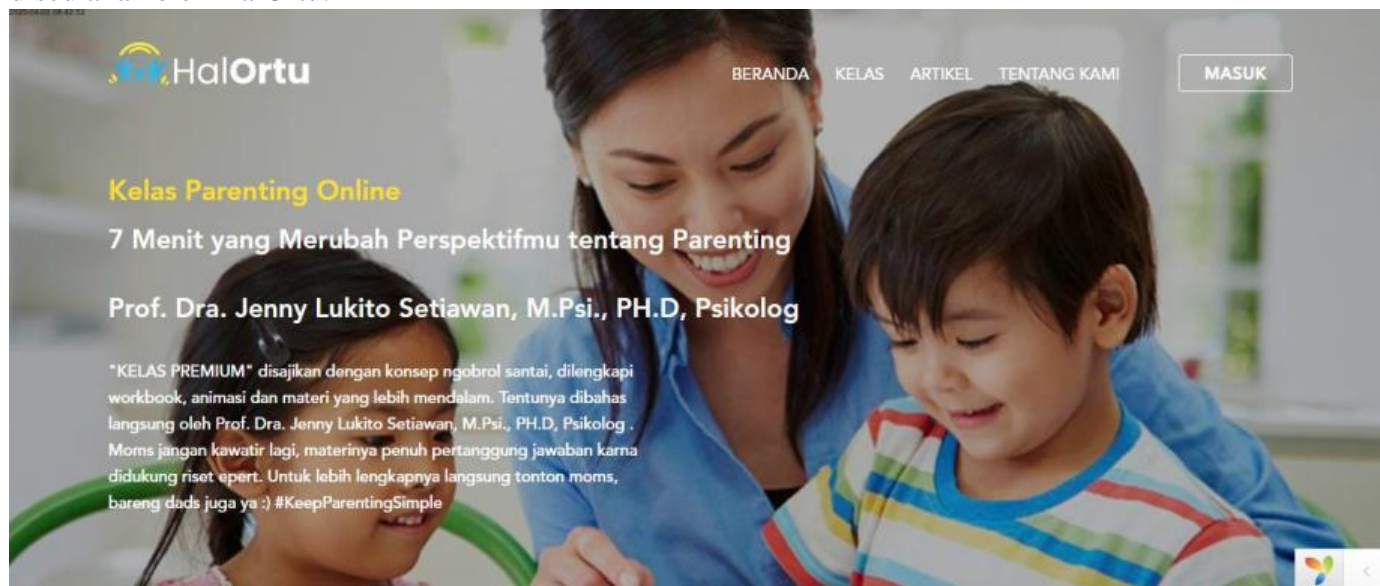 HalOrtu
BERANDA KELAS ARTIKEL TENTANG KAMI MASUK
Kelas Parenting Online
7 Menit yang Merubah Perspektifmu tentang Parenting
Prof. Dra. Jenny Lukito Setiawan, M.Psi., PH.D, Psikolog
"KELAS PREMIUM" disajikan dengan konsep ngobrol santai, dilengkapi
workbook, animasi dan materi yang lebih mendalam. Tentunya dibahas
langsung oleh Prof. Dra. Jenny Lukito Setiawan, M.Psi., PH.D, Psikolog .
Moms jangan kawatir lagi, materinya penuh pertanggung jawaban karna
didukung riset epert. Untuk lebih lengkapnya langsung tonton moms,
bareng dads juga ya :) #KeepParentingSimple